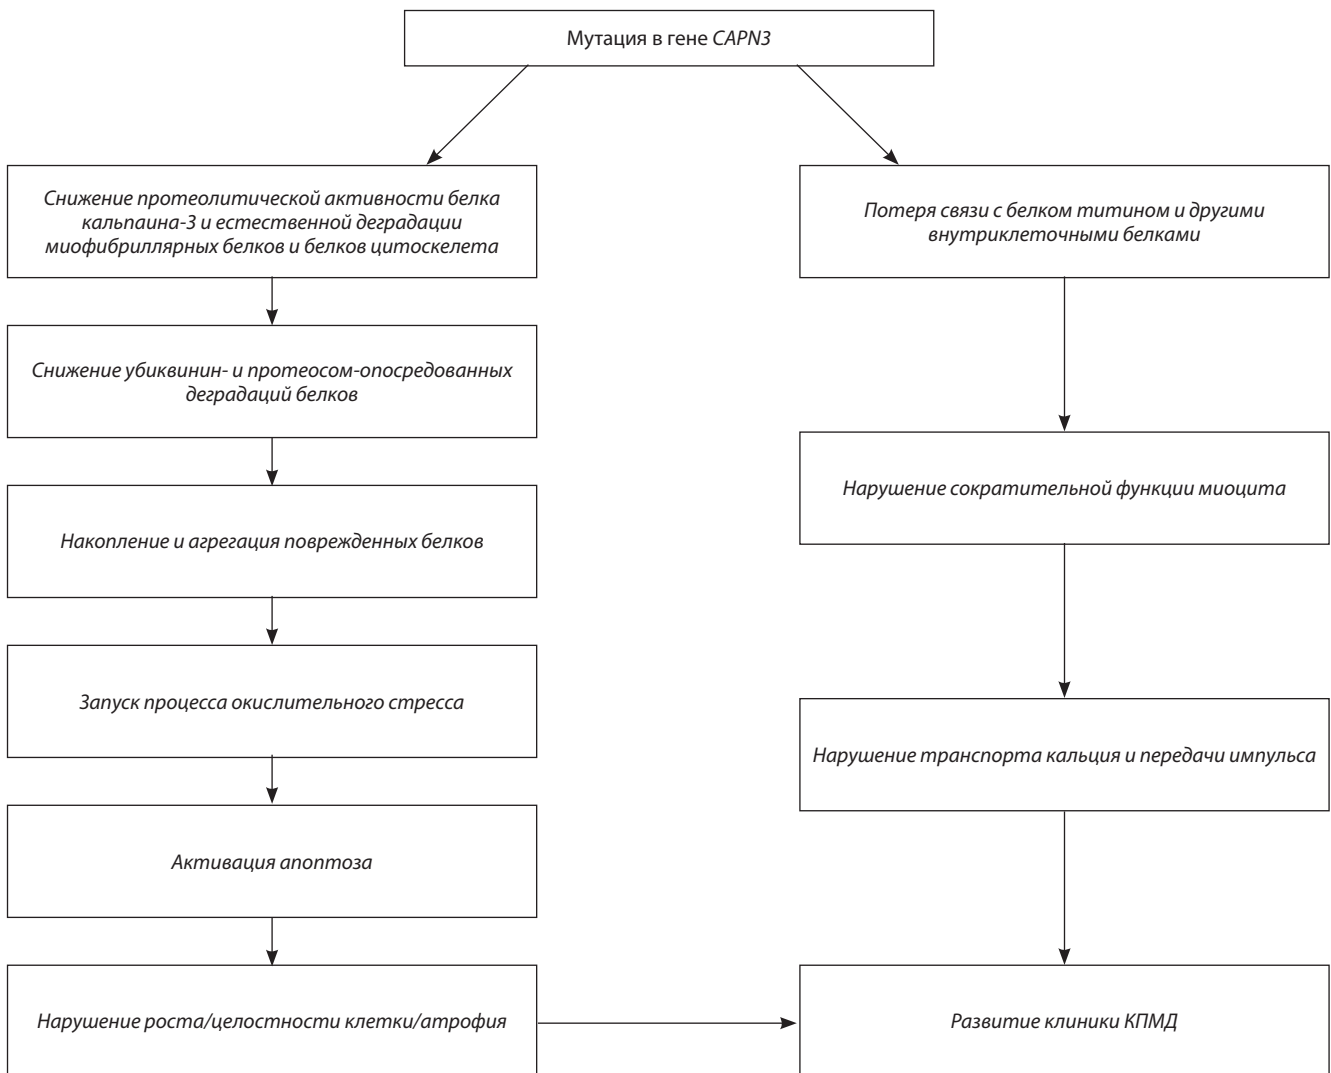 Мутация в гене CAPN3
Снижение протеолитической активности белка
кальпаина-3 и естественной деградации
миофибриллярных белков и белков цитоскелета
Снижение убиквинин- и протеосом-опосредованных
деградаций белков
Накопление и агрегация поврежденных белков
Запуск процесса окислительного стресса
Активация апоптоза
Нарушение роста/целостности клетки/атрофия
Потеря связи с белком титином и другими
внутриклеточными белками
Нарушение сократительной функции миоцита
Нарушение транспорта кальция и передачи импульса
Развитие клиники КПМД